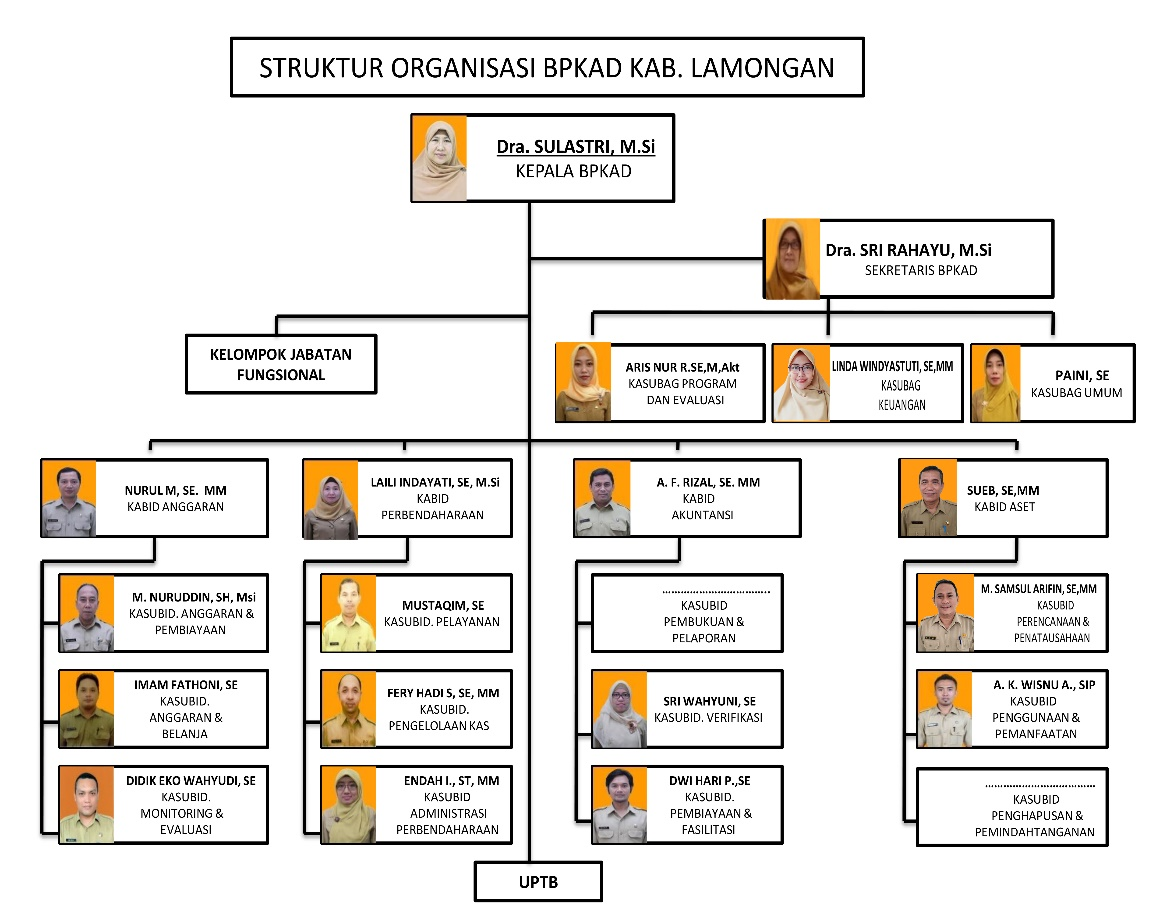 STRUKTUR ORGANISASI BPKAD KAB. LAMONGAN
Dra. SULASTRI, M.Si
KEPALA BPKAD
Dra. SRI RAHAYU, M.Si
SEKRETARIS BPKAD
KELOMPOK JABATAN
FUNGSIONAL
ARIS NUR R.SE,M,Akt
KASUBAG PROGRAM
DAN EVALUASI
LINDA WINDYASTUTI, SE,MM
KASUBAG
KEUANGAN
PAINI, SE
KASUBAG UMUM
NURUL M, SE. MM
KABID ANGGARAN
LAILI INDAYATI, SE, M.Si
KABID
PERBENDAHARAAN
A. F. RIZAL, SE. MM
KABID
AKUNTANSI
SUEB, SE,MM
KABID ASET
M. NURUDDIN, SH, Msi
KASUBID. ANGGARAN &
PEMBIAYAAN
MUSTAQIM, SE
KASUBID. PELAYANAN
................................
KASUBID
PEMBUKUAN &
PELAPORAN
M. SAMSUL ARIFIN, SE,MM
KASUBID
PERENCANAAN &
PENATAUSAHAAN
IMAM FATHONI, SE
KASUBID.
ANGGARAN &
BELANJA
FERY HADI S, SE, MM
KASUBID.
PENGELOLAAN KAS
SRI WAHYUNI, SE
KASUBID. VERIFIKASI
A. K. WISNU A., SIP
KASUBID
PENGGUNAAN &
PEMANFAATAN
DIDIK EKO WAHYUDI, SE
KASUBID.
MONITORING &
EVALUASI
ENDAH I., ST, MM
KASUBID
ADMINISTRASI
PERBENDAHARAAN
DWI HARI P.,SE
KASUBID.
PEMBIAYAAN &
FASILITASI
................................
KASUBID
PENGHAPUSAN &
PEMINDAHTANGANAN
UPTB